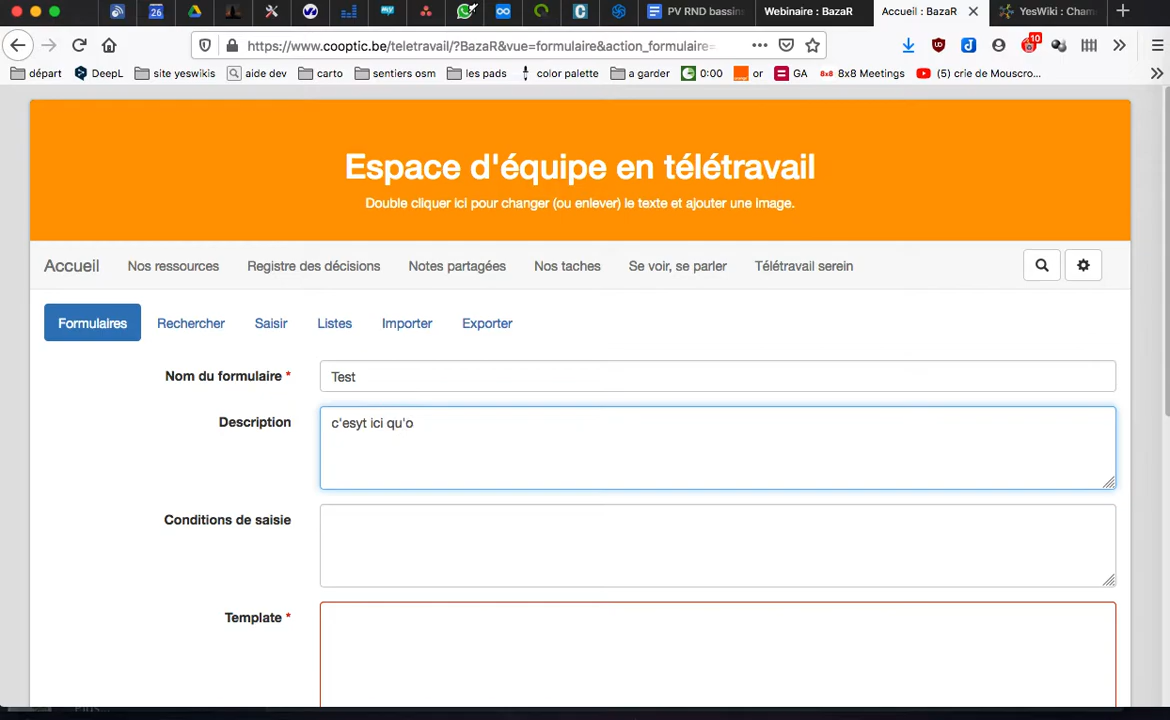 PV RND bassins
Webinaire : BazaR
Accueil : BazaR
YesWiki : Cham
https://www.cooptic.be/teletravail/?BazaR&vue=formulaire&action_formulaire=
10
26
départ
DeepL
site yeswikis
aide dev
carto
sentiers osm
les pads
color palette
a garder
0:00
or
GA
8x8 Meetings
(5) crie de Mouscro...
Espace d'équipe en télétravail
Double cliquer ici pour changer (ou enlever) le texte et ajouter une image.
Accueil
Nos ressources
Registre des décisions
Notes partagées
Nos taches
Se voir, se parler
Télétravail serein
Formulaires
Rechercher
Saisir
Listes
Importer
Exporter
Nom du formulaire *
Test
Description
c'esyt ici qu'o
Conditions de saisie
Template *